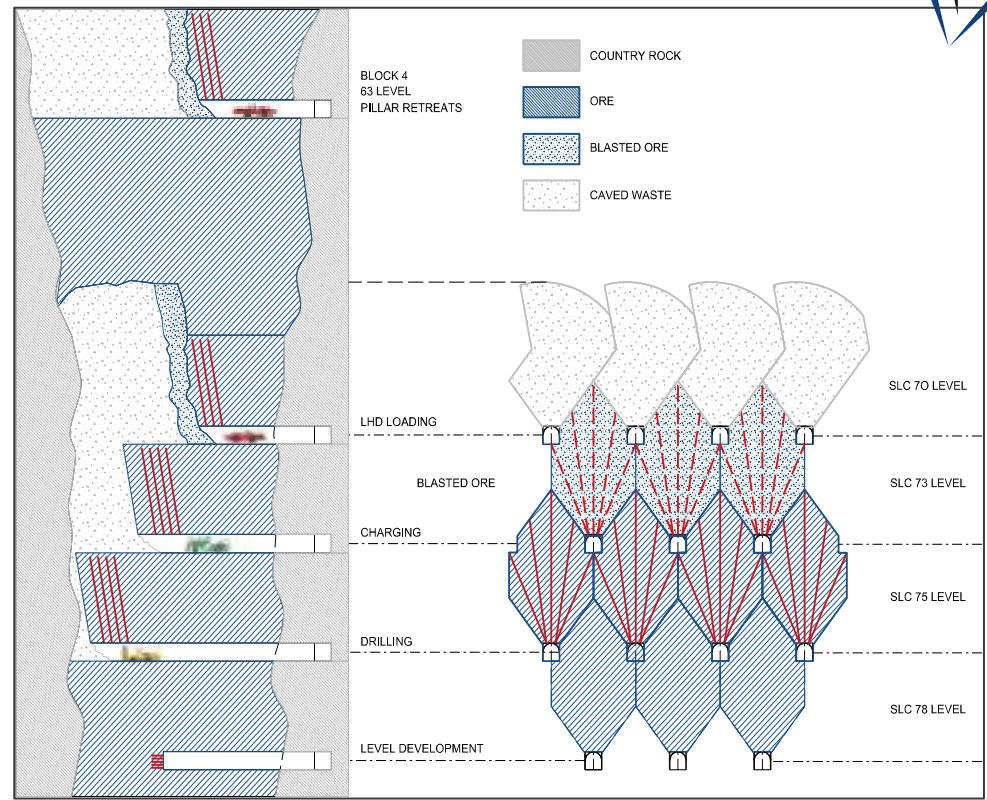 BLOCK 4
63 LEVEL
PILLAR RETREATS
COUNTRY ROCK
ORE
BLASTED ORE
CAVED WASTE
LHD LOADING
BLASTED ORE
CHARGING
DRILLING
LEVEL DEVELOPMENT
SLC 70 LEVEL
SLC 73 LEVEL
SLC 75 LEVEL
SLC 78 LEVEL